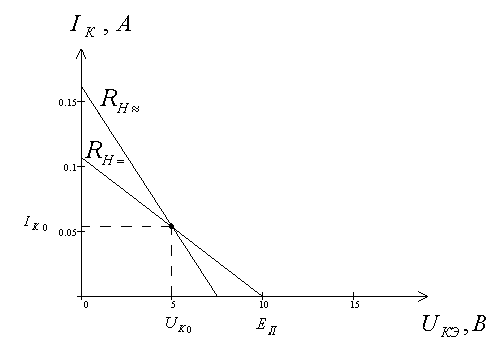 I К , А
0.15
R Н≈
R Н=
0.1
I К 0
0.05
0 5 10 15
U К0 E П U КЭ , В